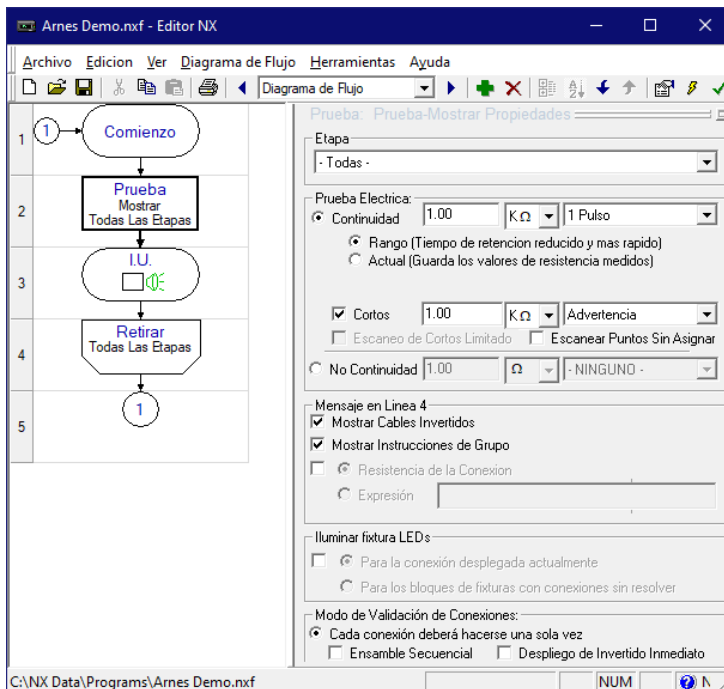 Arnes Demo.nxf - Editor NX
Archivo Edicion Ver Diagrama de Flujo Herramientas Ayuda
Diagrama de Flujo
1
1
Comienzo
2
Prueba
Mostrar
Todas Las Etapas
3
I.U.
4
Retirar
Todas Las Etapas
5
1
Prueba: Prueba-Mostrar Propiedades
Etapa
- Todas -
Prueba Electrica:
Continuidad 1.00 K Ω 1 Pulso
Rango (Tiempo de retencion reducido y mas rapido)
Actual (Guarda los valores de resistencia medidos)
Cortos 1.00 K Ω Advertencia
Escaneo de Cortos Limitado Escanear Puntos Sin Asignar
No Continuidad 1.00 Ω - NINGUNO -
Mensaje en Linea 4
Mostrar Cables Invertidos
Mostrar Instrucciones de Grupo
Resistencia de la Conexion
Expresión
Iluminar fixtura LEDs
Para la conexión desplegada actualmente
Para los bloques de fixturas con conexiones sin resolver
Modo de Validación de Conexiones:
Cada conexión deberá hacerse una sola vez
Ensamble Secuencial Despliego de Invertido Inmediato
C:\NX Data\Programs\Arnes Demo.nxf NUM N